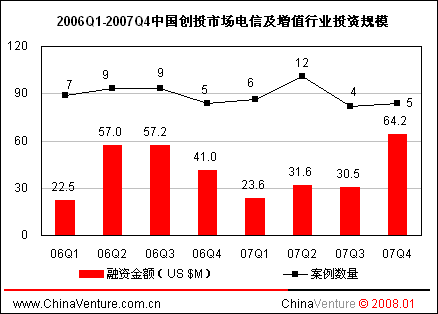 2006Q1-2007Q4中国创投市场电信及增值行业投资规模
120
90
60
30
0
7 9 9 5 6 12 4 5
22.5 57.0 57.2 41.0 23.6 31.6 30.5 64.2
06Q1 06Q2 06Q3 06Q4 07Q1 07Q2 07Q3 07Q4
融资金额（US $M） 案例数量
www.ChinaVenture.com.cn ChinaVenture © 2008.01